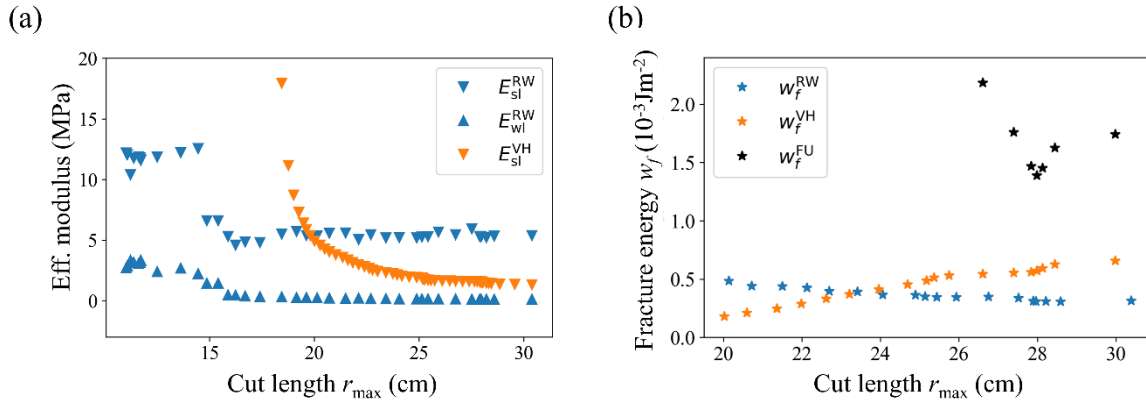 (a)
(b)
20
15
10
5
0
15
20
25
30
Eff. modulus (MPa)
Cut length r_max (cm)
E_sl^RW
E_wl^RW
E_sl^VH
2.0
1.5
1.0
0.5
0.0
20
22
24
26
28
30
Fracture energy w_f (10^-3 Jm^-2)
Cut length r_max (cm)
w_f^RW
w_f^VH
w_f^FU